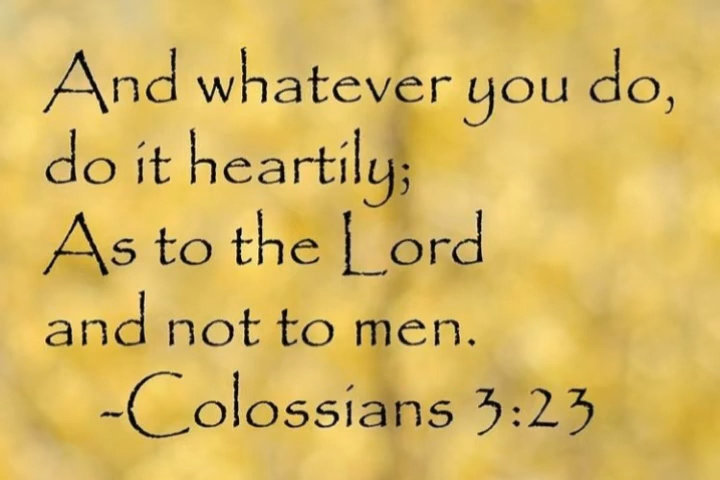 And whatever you do,
do it heartily;
As to the Lord
and not to men.
-Colossians 3:23